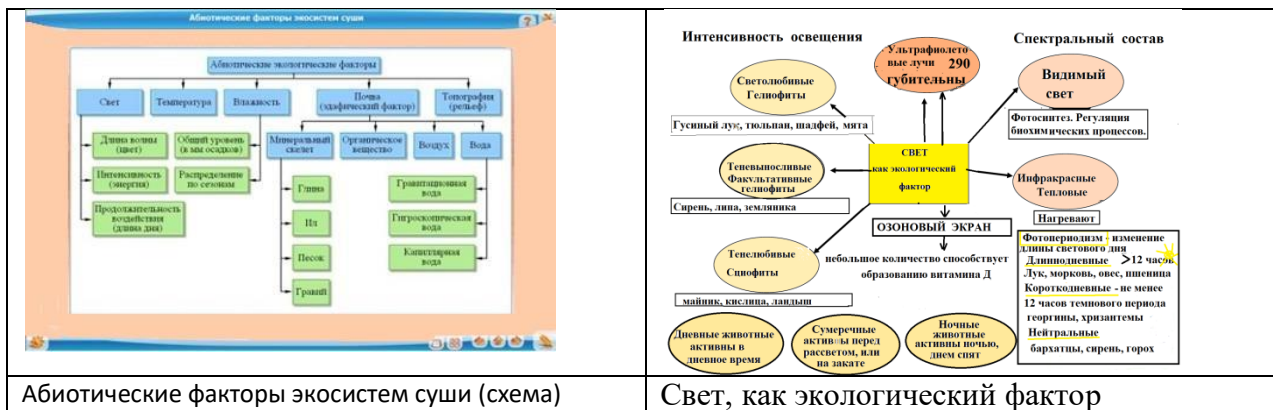 Абиотические факторы экосистем суши
Абиотические экологические факторы
Свет
Температура
Влажность
Почва
(эдафический фактор)
Топография
(рельеф)
Длина волны
(цвет)
Общий уровень
(в мм осадков)
Минеральный
скелет
Органическое
вещество
Воздух
Вода
Интенсивность
(энергия)
Распределение
по сезонам
Продолжительность
воздействия
(длина дня)
Глина
Ил
Песок
Гравий
Гравитационная
вода
Гигроскопическая
вода
Капиллярная
вода
Интенсивность освещения
Ультрафиолето
вые лучи 290
губительны
Спектральный состав
Светолюбивые
Гелиофиты
Гусиный лук, тюльпан, шадфей, мята
Видимый
свет
Фотосинтез. Регуляция
биохимических процессов.
СВЕТ
как экологический
фактор
Теневыносливые
Факультативные
гелиофиты
Сирень, липа, земляника
Инфракрасные
Тепловые
Нагревают
ОЗОНОВЫЙ ЭКРАН
небольшое количество способствует
образованию витамина Д
Тенелюбивые
Сциофиты
майник, кислица, ландыш
Фотопериодизм - изменение
длины светового дня
Длиннодневные >12 часов
Лук, морковь, овес, пшеница
Короткодневные - не менее
12 часов темнового периода
георгины, хризантемы
Нейтральные
бархатцы, сирень, горох
Дневные животные
активны в
дневное время
Сумеречные
активны перед
рассветом, или
на закате
Ночные
животные
активны ночью,
днем спят
Абиотические факторы экосистем суши (схема)
Свет, как экологический фактор